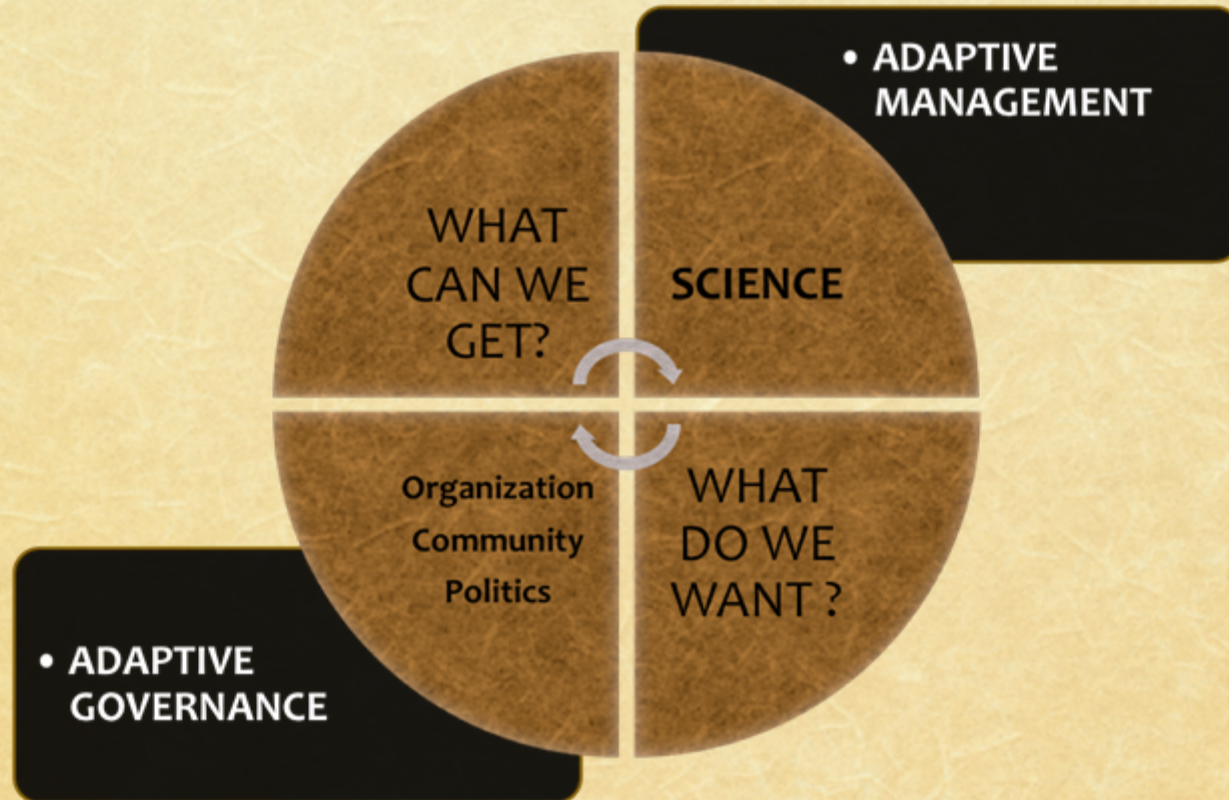 • ADAPTIVE
MANAGEMENT
WHAT
CAN WE
GET?
SCIENCE
Organization
Community
Politics
WHAT
DO WE
WANT ?
• ADAPTIVE
GOVERNANCE